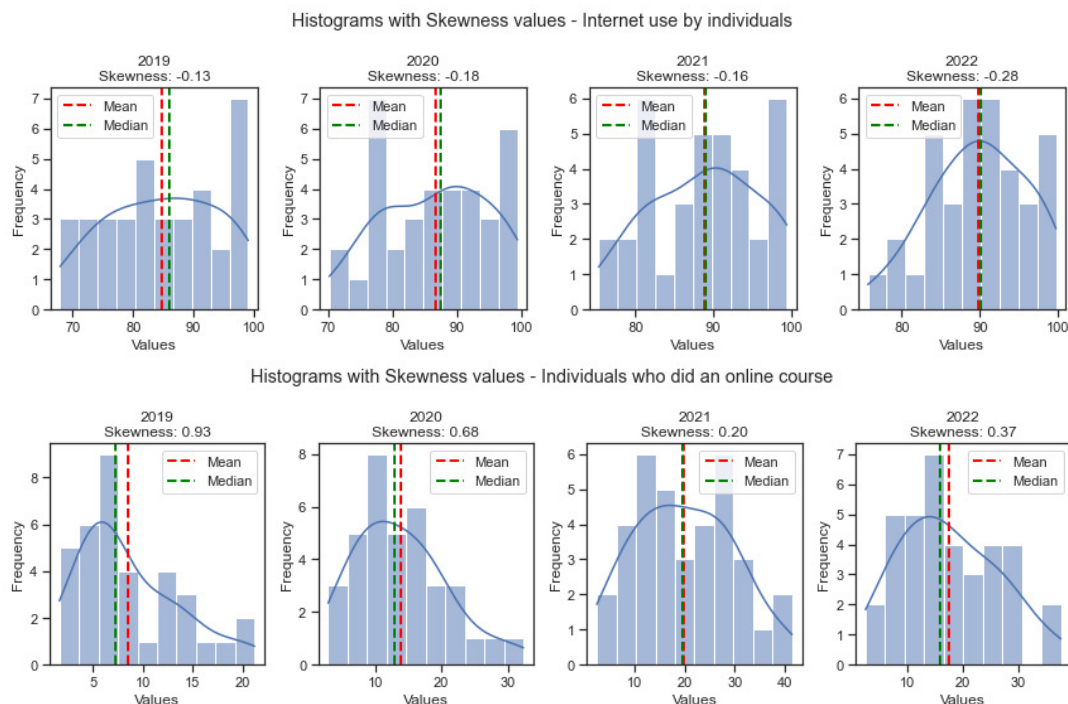 Histograms with Skewness values - Internet use by individuals
2019
Skewness: -0.13
7
6
5
4
3
2
1
0
Frequency
Mean
Median
70 80 90 100
Values
2020
Skewness: -0.18
7
6
5
4
3
2
1
0
Frequency
Mean
Median
70 80 90 100
Values
2021
Skewness: -0.16
6
5
4
3
2
1
0
Frequency
Mean
Median
80 90 100
Values
2022
Skewness: -0.28
6
5
4
3
2
1
0
Frequency
Mean
Median
80 90 100
Values
Histograms with Skewness values - Individuals who did an online course
2019
Skewness: 0.93
8
6
4
2
0
Frequency
Mean
Median
5 10 15 20
Values
2020
Skewness: 0.68
8
7
6
5
4
3
2
1
0
Frequency
Mean
Median
10 20 30
Values
2021
Skewness: 0.20
6
5
4
3
2
1
0
Frequency
Mean
Median
10 20 30 40
Values
2022
Skewness: 0.37
7
6
5
4
3
2
1
0
Frequency
Mean
Median
10 20 30
Values